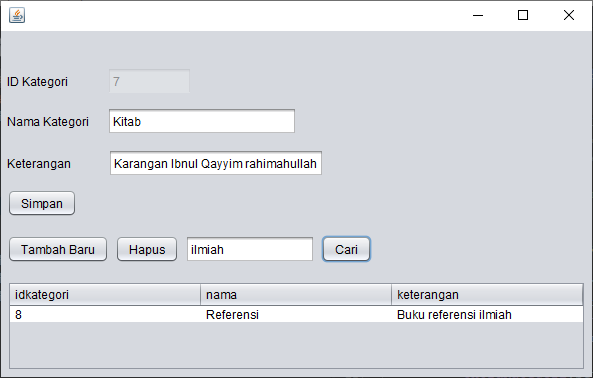 ID Kategori 7
Nama Kategori Kitab
Keterangan Karangan Ibnul Qayyim rahimahullah
Simpan
Tambah Baru Hapus ilmiah Cari
idkategori nama keterangan
8 Referensi Buku referensi ilmiah